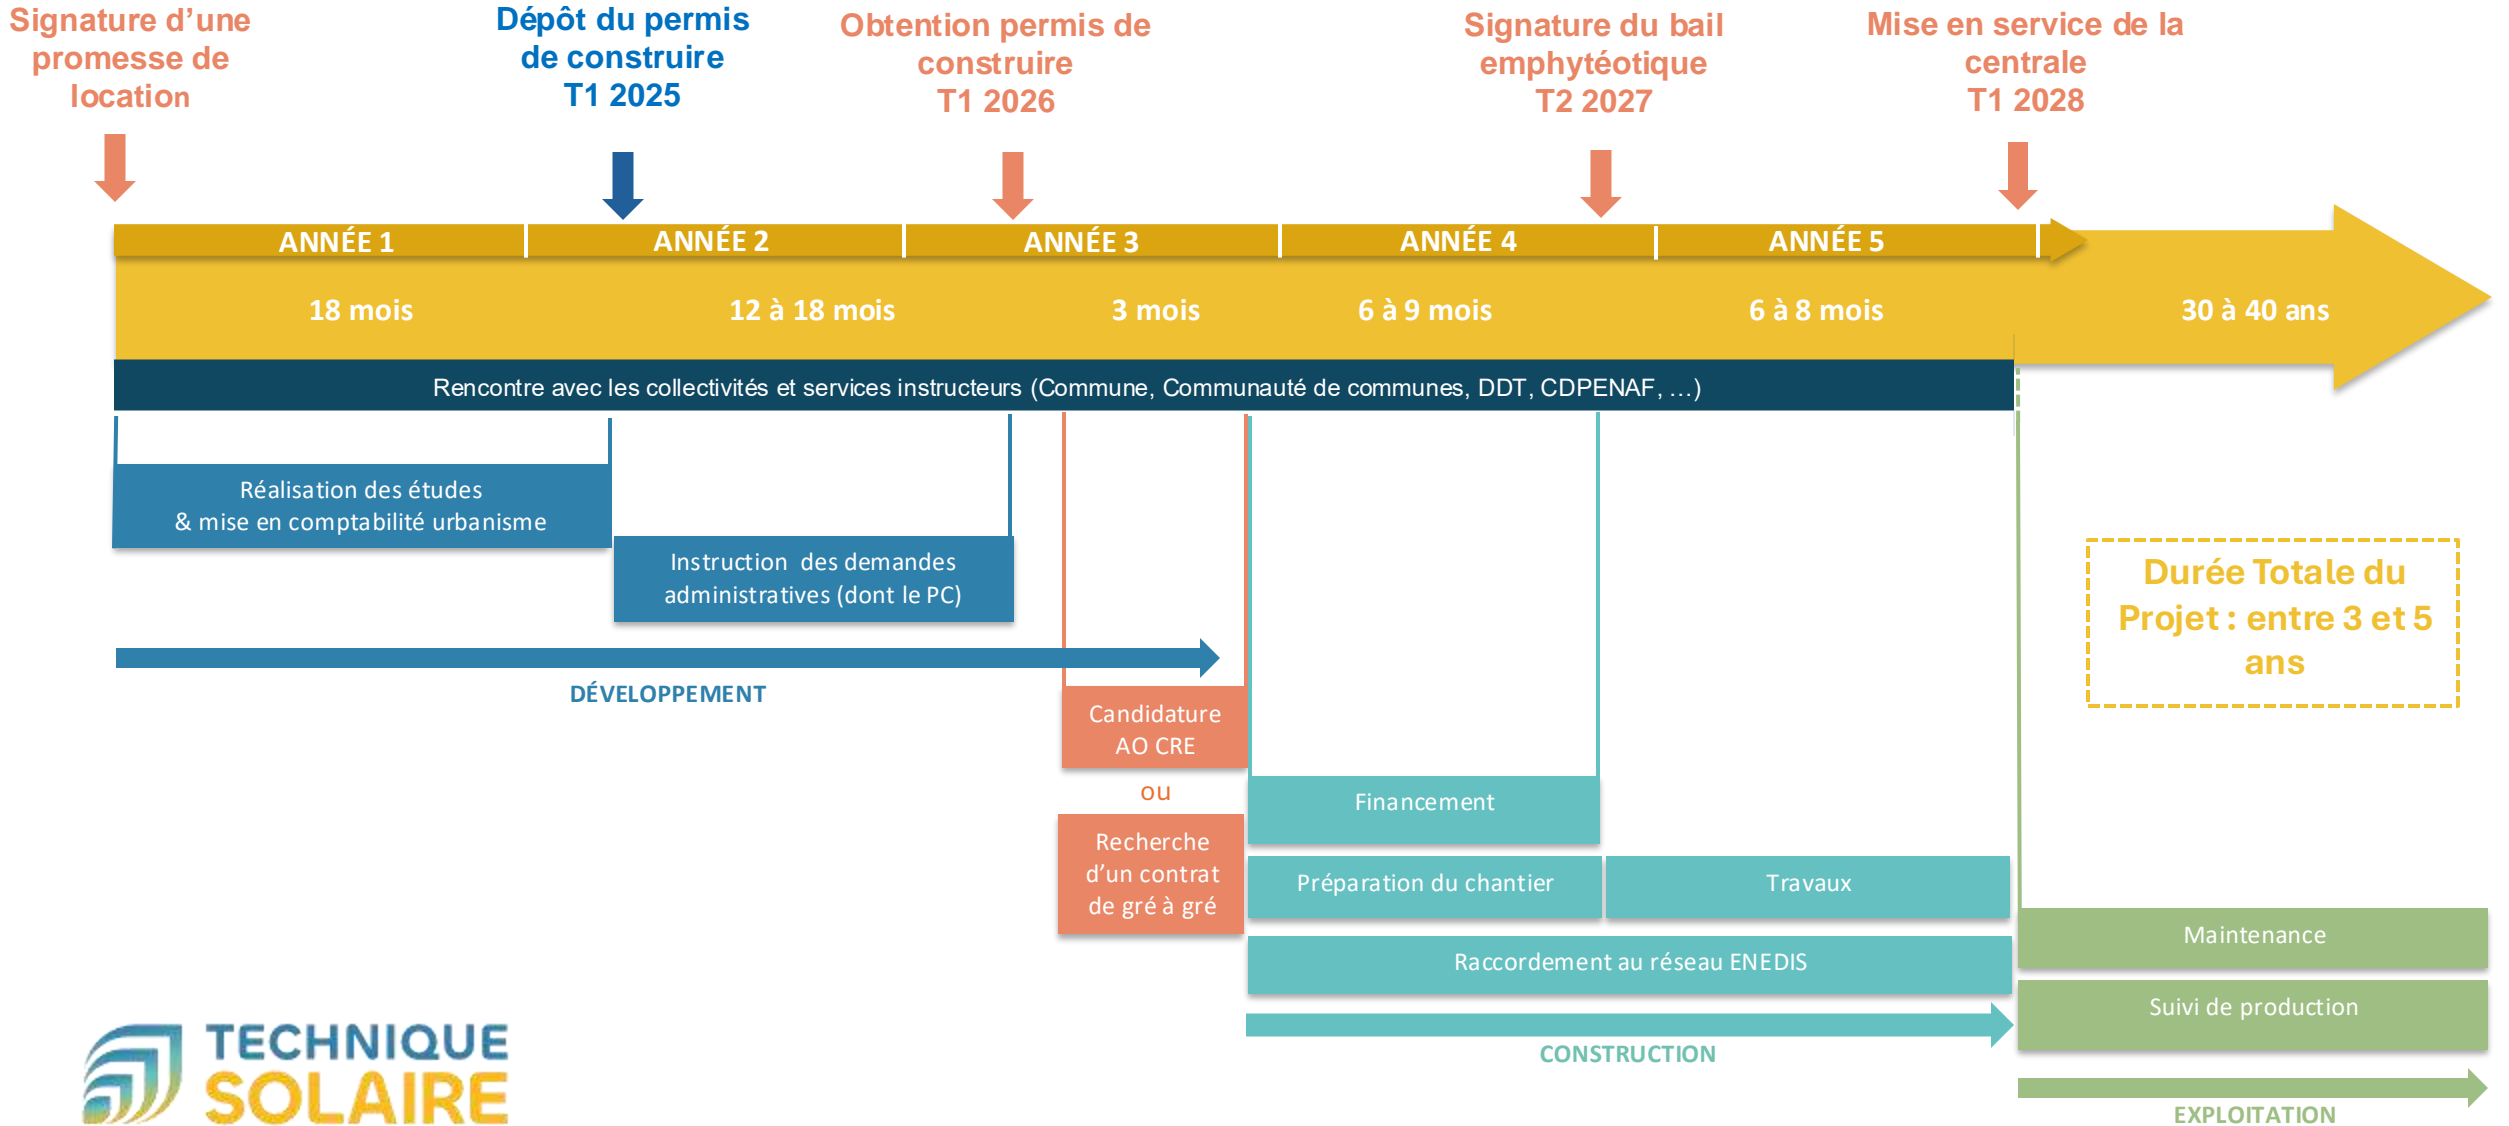 Signature d’une
promesse de
location
Dépôt du permis
de construire
T1 2025
Obtention permis de
construire
T1 2026
Signature du bail
emphytéotique
T2 2027
Mise en service de la
centrale
T1 2028
ANNÉE 1
ANNÉE 2
ANNÉE 3
ANNÉE 4
ANNÉE 5
18 mois
12 à 18 mois
3 mois
6 à 9 mois
6 à 8 mois
30 à 40 ans
Rencontre avec les collectivités et services instructeurs (Commune, Communauté de communes, DDT, CDPENAF, …)
Réalisation des études
& mise en comptabilité urbanisme
Instruction des demandes
administratives (dont le PC)
DÉVELOPPEMENT
Candidature
AO CRE
ou
Recherche
d’un contrat
de gré à gré
Financement
Préparation du chantier
Travaux
Raccordement au réseau ENEDIS
CONSTRUCTION
Durée Totale du
Projet : entre 3 et 5
ans
Maintenance
Suivi de production
EXPLOITATION
TECHNIQUE
SOLAIRE